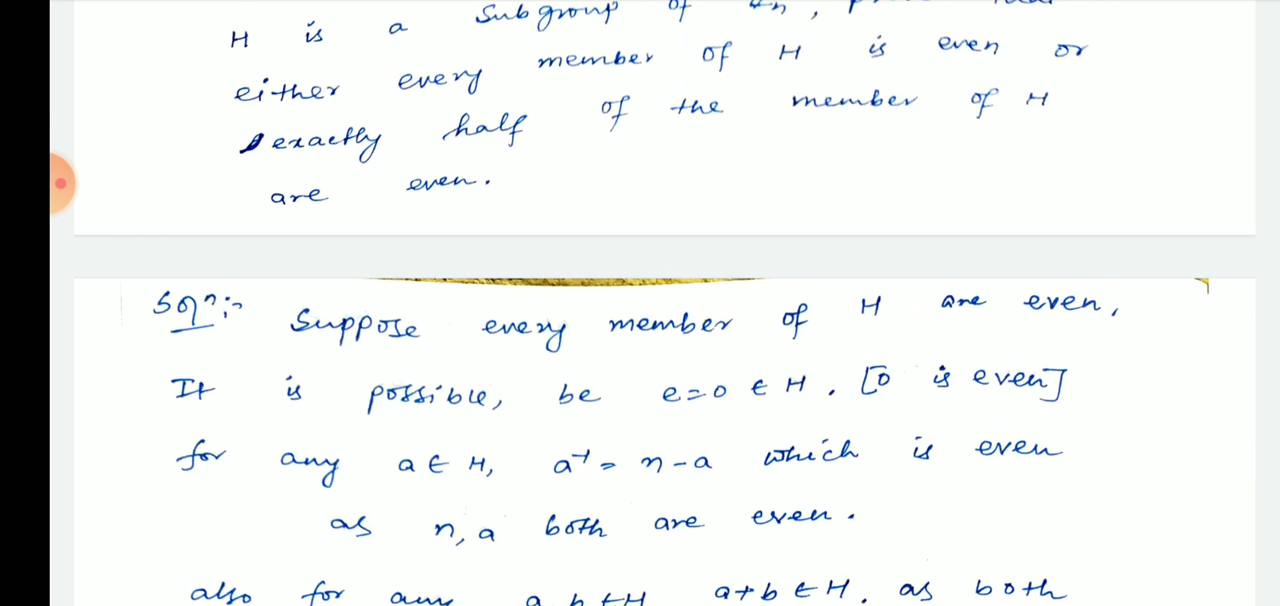 H is a subgroup of
either every member of H is even or
exactly half of the member of H
are even.
Soln:-
Suppose every member of H are even,
It is possible, be e=0 ∈ H. [0 is even]
for any a ∈ H, a⁻¹ = n-a which is even
as n, a both are even.
also for any a, b ∈ H a+b ∈ H. as both